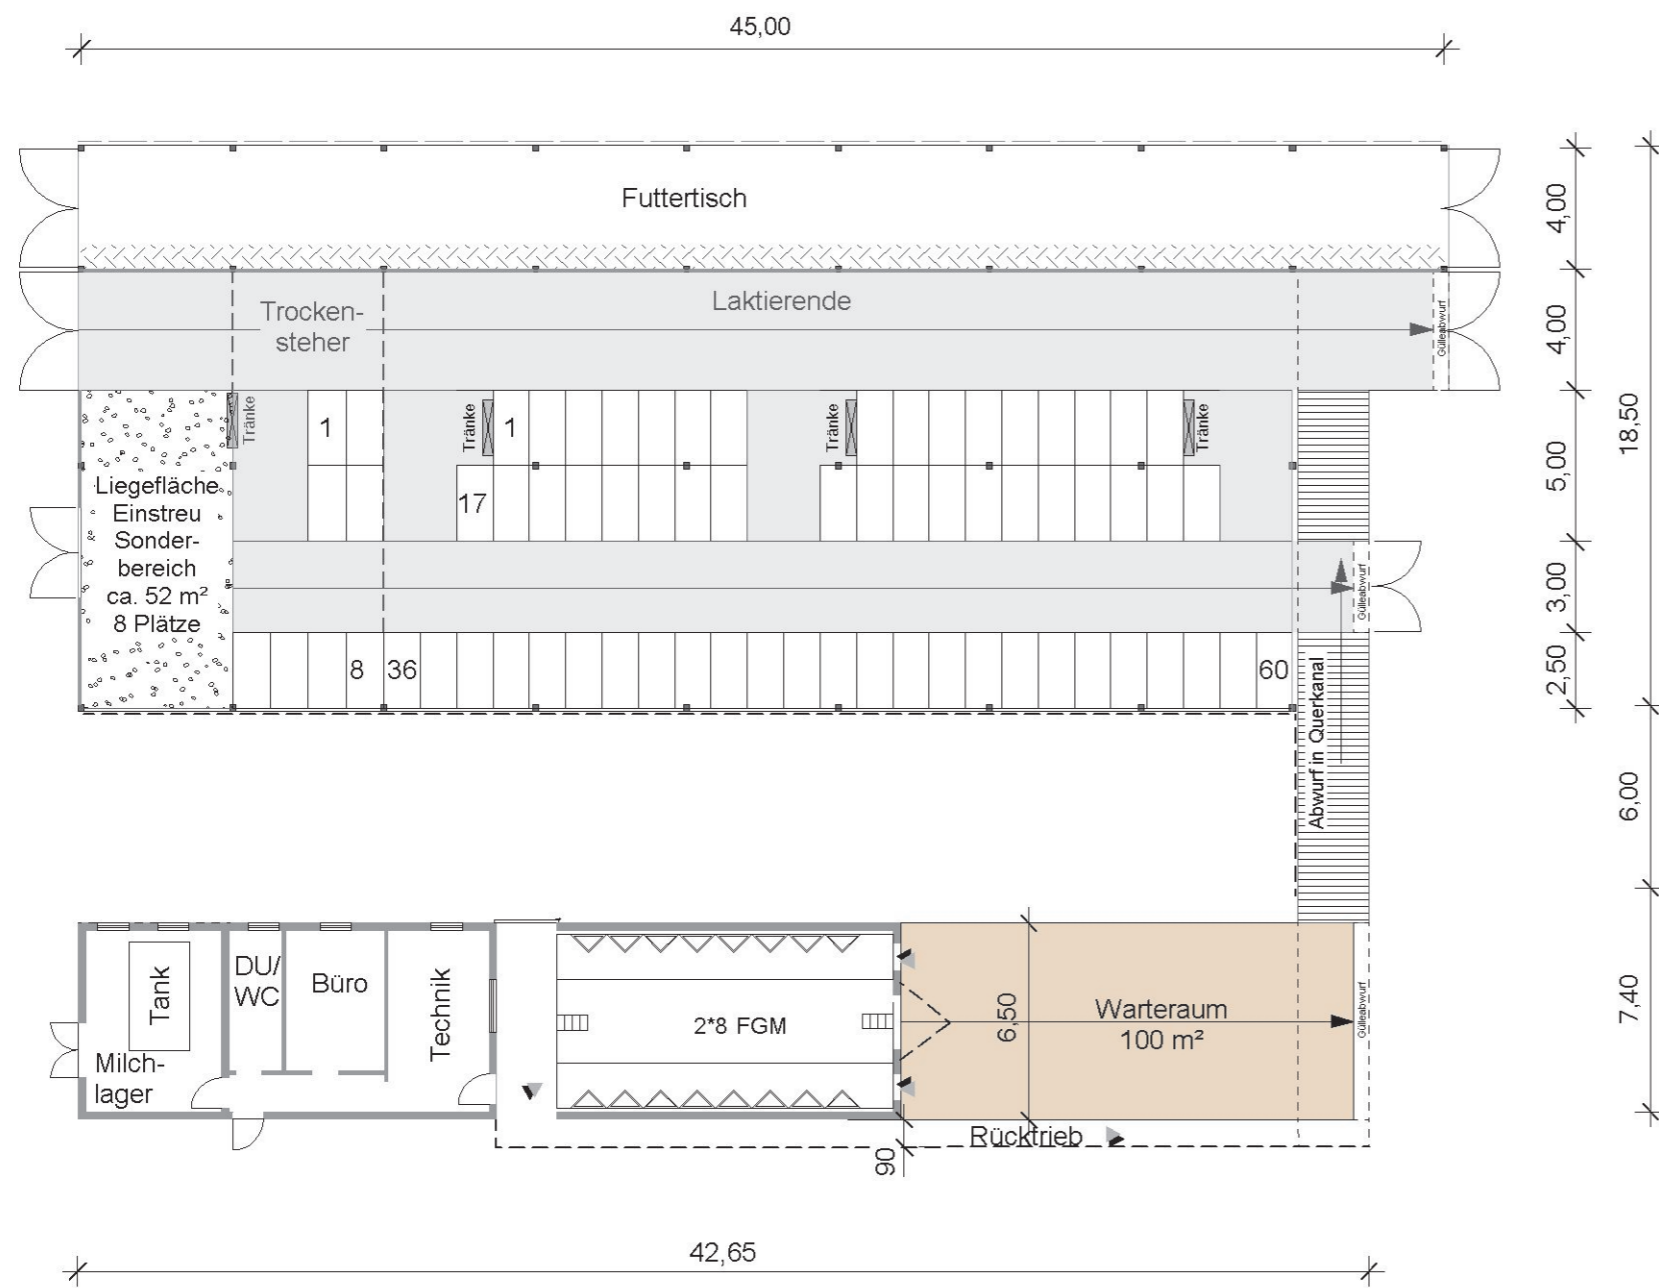 45,00
Futtertisch
4,00
Trocken-
steher
Laktierende
Gülleabwurf
4,00
Tränke
1
Tränke
1
Tränke
Tränke
17
5,00
18,50
Liegefläche
Einstreu
Sonder-
bereich
ca. 52 m²
8 Plätze
Gülleabwurf
3,00
8
36
60
2,50
Abwurf in Querkanal
6,00
Tank
Milch-
lager
DU/
WC
Büro
Technik
2*8 FGM
6,50
Warteraum
100 m²
Gülleabwurf
7,40
Rücktrieb
90
42,65